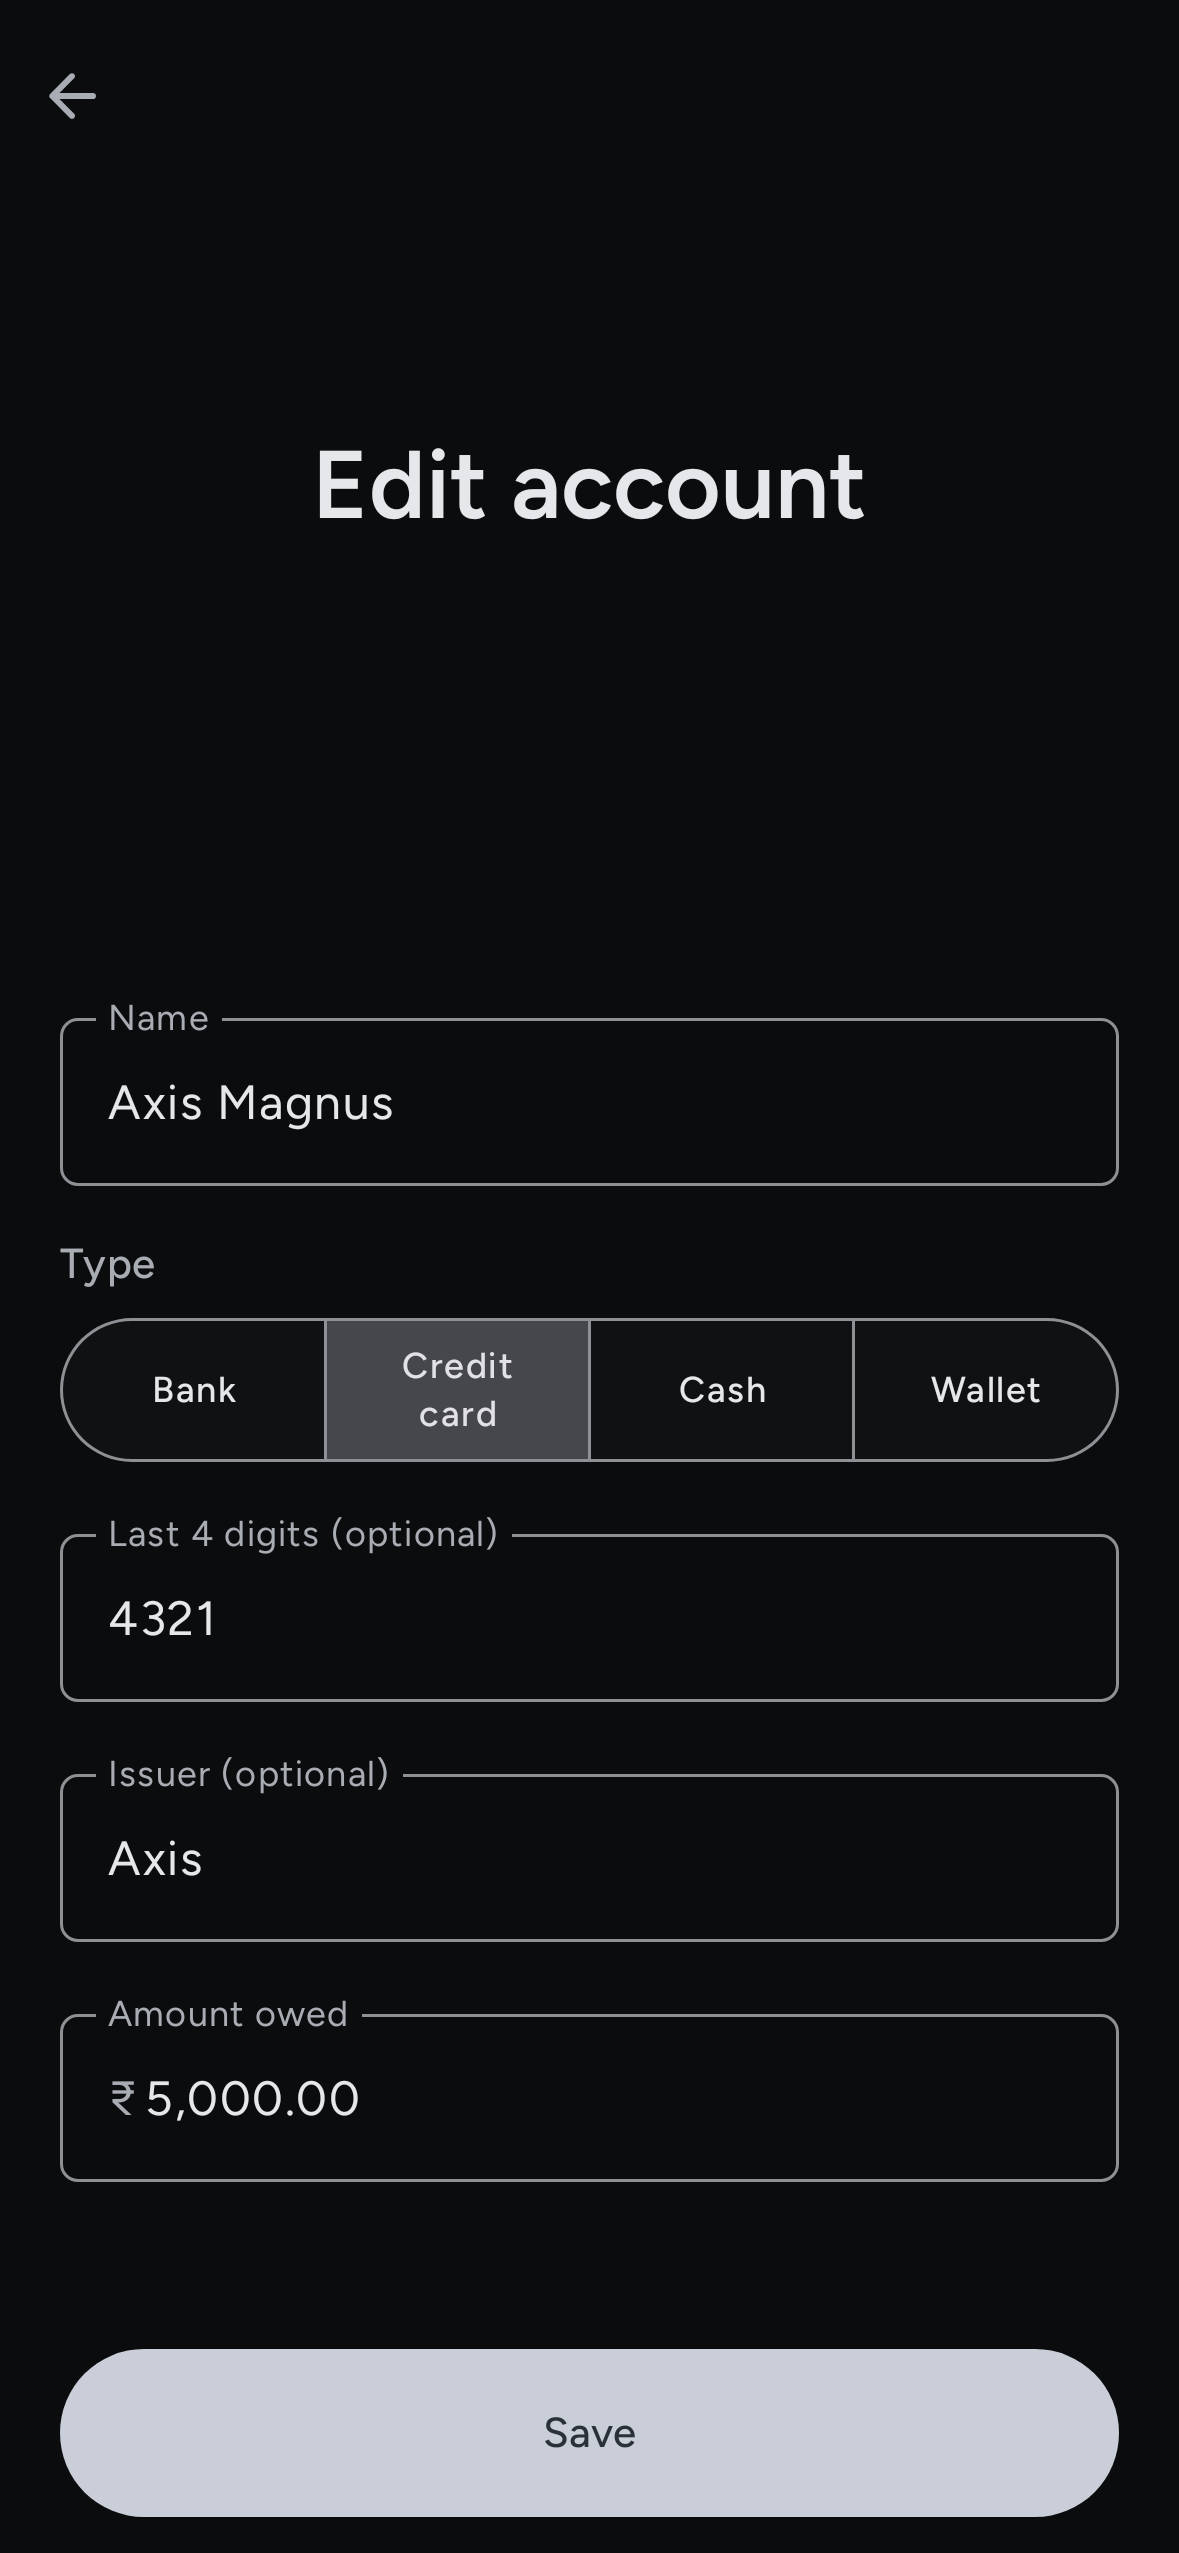 Edit account
Name
Axis Magnus
Type
Bank
Credit
card
Cash
Wallet
Last 4 digits (optional)
4321
Issuer (optional)
Axis
Amount owed
₹ 5,000.00
Save